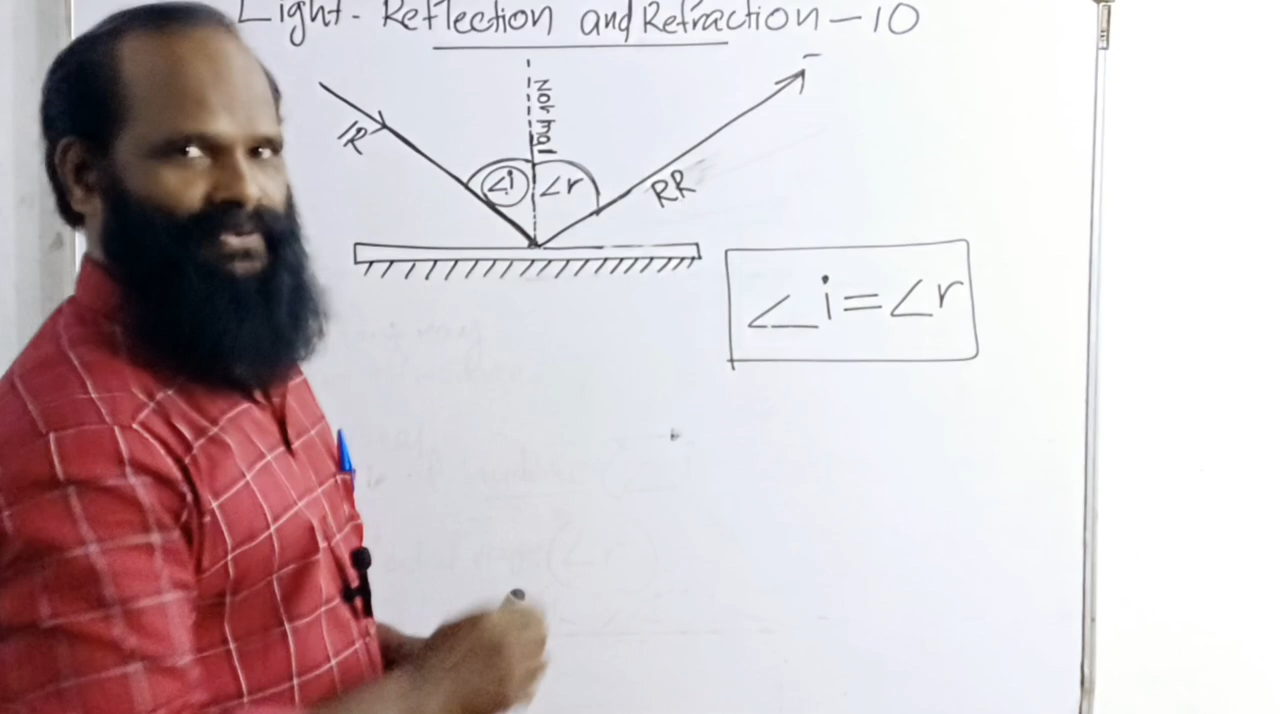 Light - Reflection and Refraction - 10
Normal
IR
∠i
∠r
RR
∠i = ∠r